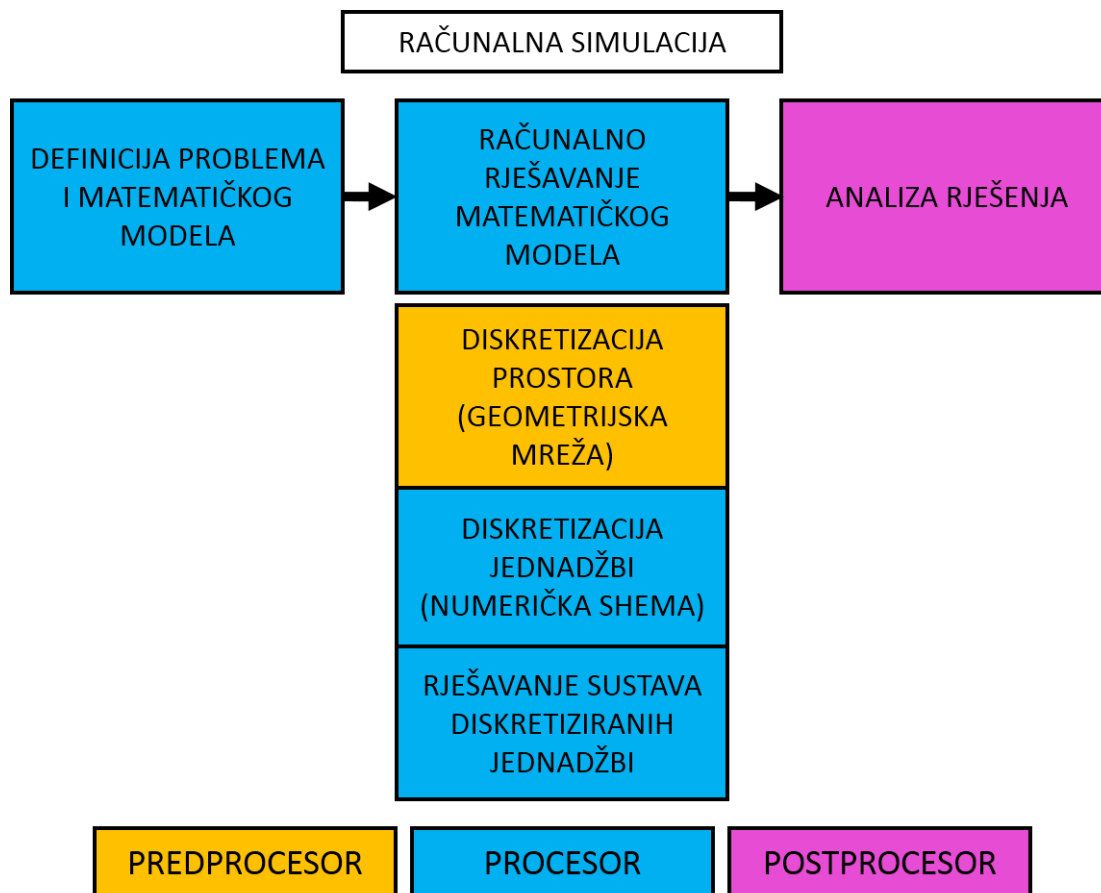 RAČUNALNA SIMULACIJA
DEFINICIJA PROBLEMA
I MATEMATIČKOG
MODELA
RAČUNALNO
RJEŠAVANJE
MATEMATIČKOG
MODELA
ANALIZA RJEŠENJA
DISKRETIZACIJA
PROSTORA
(GEOMETRIJSKA
MREŽA)
DISKRETIZACIJA
JEDNADŽBI
(NUMERIČKA SHEMA)
RJEŠAVANJE SUSTAVA
DISKRETIZIRANIH
JEDNADŽBI
PREDPROCESOR
PROCESOR
POSTPROCESOR